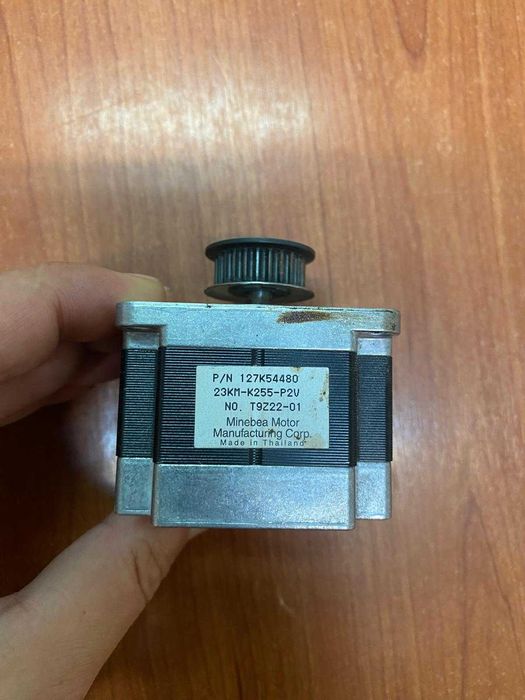 P/N 127K54480
23KM-K255-P2V
NO. T9Z22-01
Minebea Motor
Manufacturing Corp.
Made in Thailand